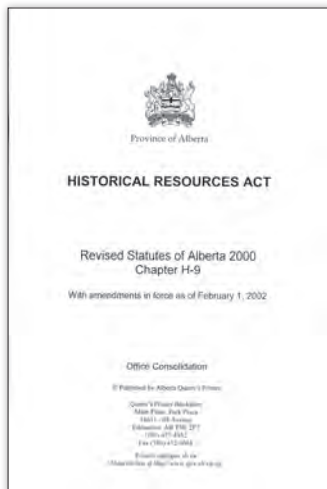 Province of Alberta
HISTORICAL RESOURCES ACT
Revised Statutes of Alberta 2000
Chapter H-9
With amendments in force as of February 1, 2002
Office Consolidation
© Published by Alberta Queen's Printer
Queen's Printer Bookstore
Main Floor, Park Plaza
Edmonton, AB T5K 2P7